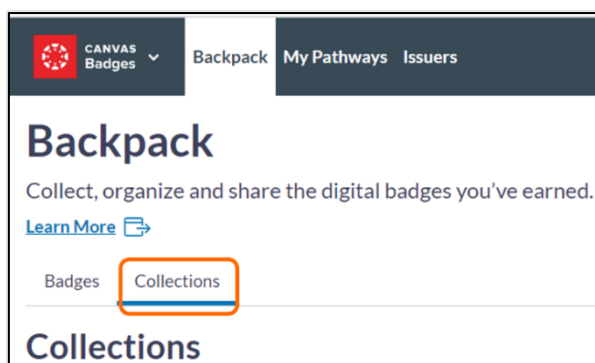 CANVAS
Badges
Backpack My Pathways Issuers
Backpack
Collect, organize and share the digital badges you've earned.
Learn More
Badges Collections
Collections